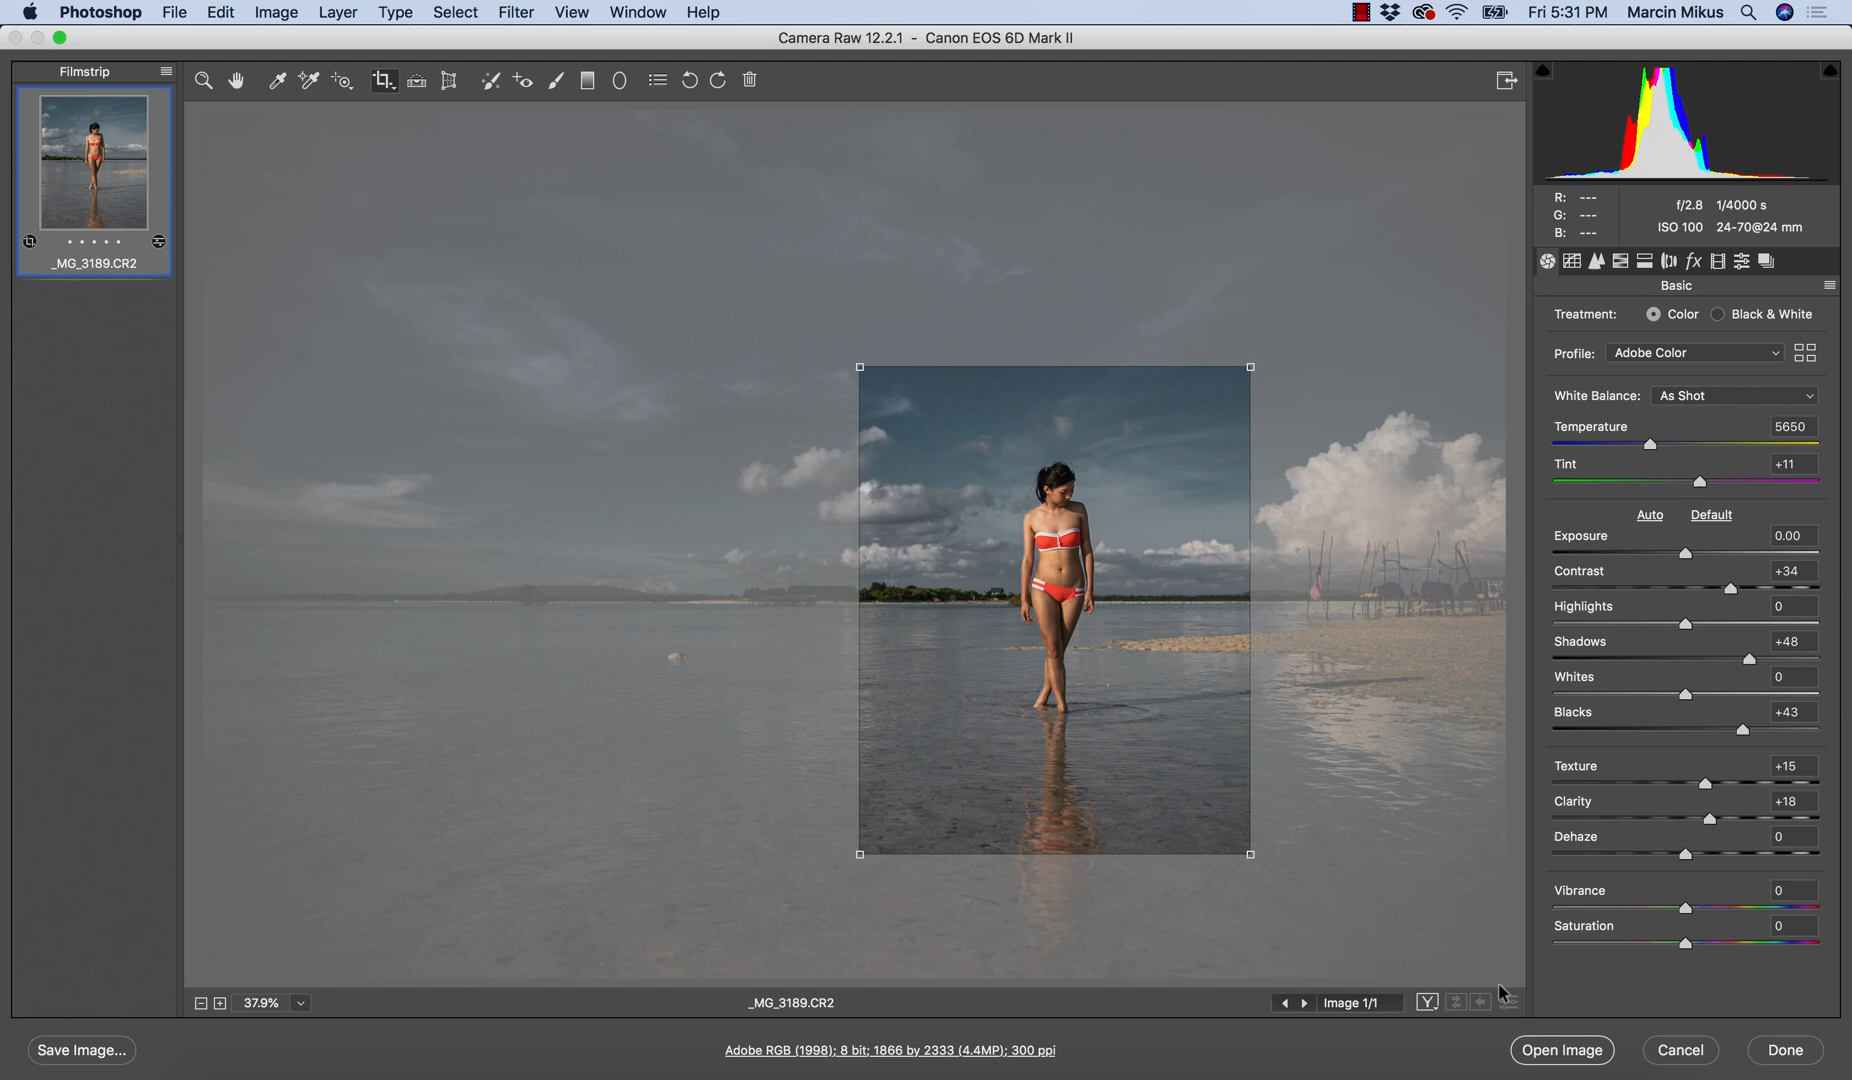 Photoshop File Edit Image Layer Type Select Filter View Window Help Fri 5:31 PM Marcin Mikus
Camera Raw 12.2.1 - Canon EOS 6D Mark II
Filmstrip
_MG_3189.CR2
R: ---
G: ---
B: ---
f/2.8 1/4000 s
ISO 100 24-70@24 mm
Basic
Treatment: Color Black & White
Profile: Adobe Color
White Balance: As Shot
Temperature 5650
Tint +11
Auto Default
Exposure 0.00
Contrast +34
Highlights 0
Shadows +48
Whites 0
Blacks +43
Texture +15
Clarity +18
Dehaze 0
Vibrance 0
Saturation 0
37.9% _MG_3189.CR2 Image 1/1 Y
Save Image... Adobe RGB (1998); 8 bit; 1866 by 2333 (4.4MP); 300 ppi Open Image Cancel Done